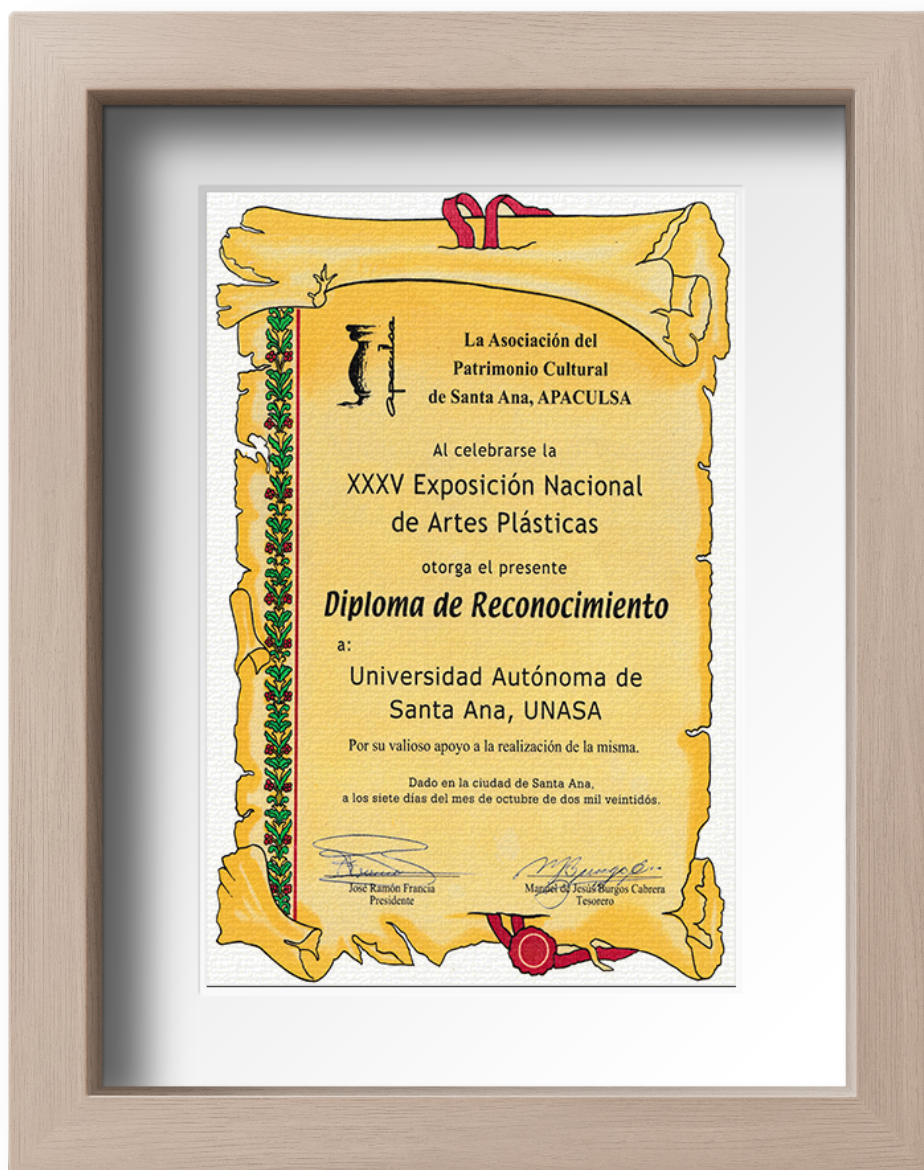 apaculsa
La Asociación del
Patrimonio Cultural
de Santa Ana, APACULSA
Al celebrarse la
XXXV Exposición Nacional
de Artes Plásticas
otorga el presente
Diploma de Reconocimiento
a:
Universidad Autónoma de
Santa Ana, UNASA
Por su valioso apoyo a la realización de la misma.
Dado en la ciudad de Santa Ana,
a los siete días del mes de octubre de dos mil veintidós.
José Ramón Francia
Presidente
Manuel de Jesús Burgos Cabrera
Tesorero